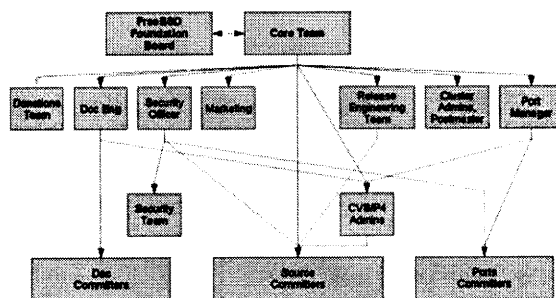 FreeBSD
Foundation
Board
Core Team
Donations
Team
Doc Eng
Security
Officer
Marketing
Release
Engineering
Team
Cluster
Admins,
Postmaster
Port
Manager
Security
Team
CVS/P4
Admins
Doc
Committers
Source
Committers
Ports
Committers